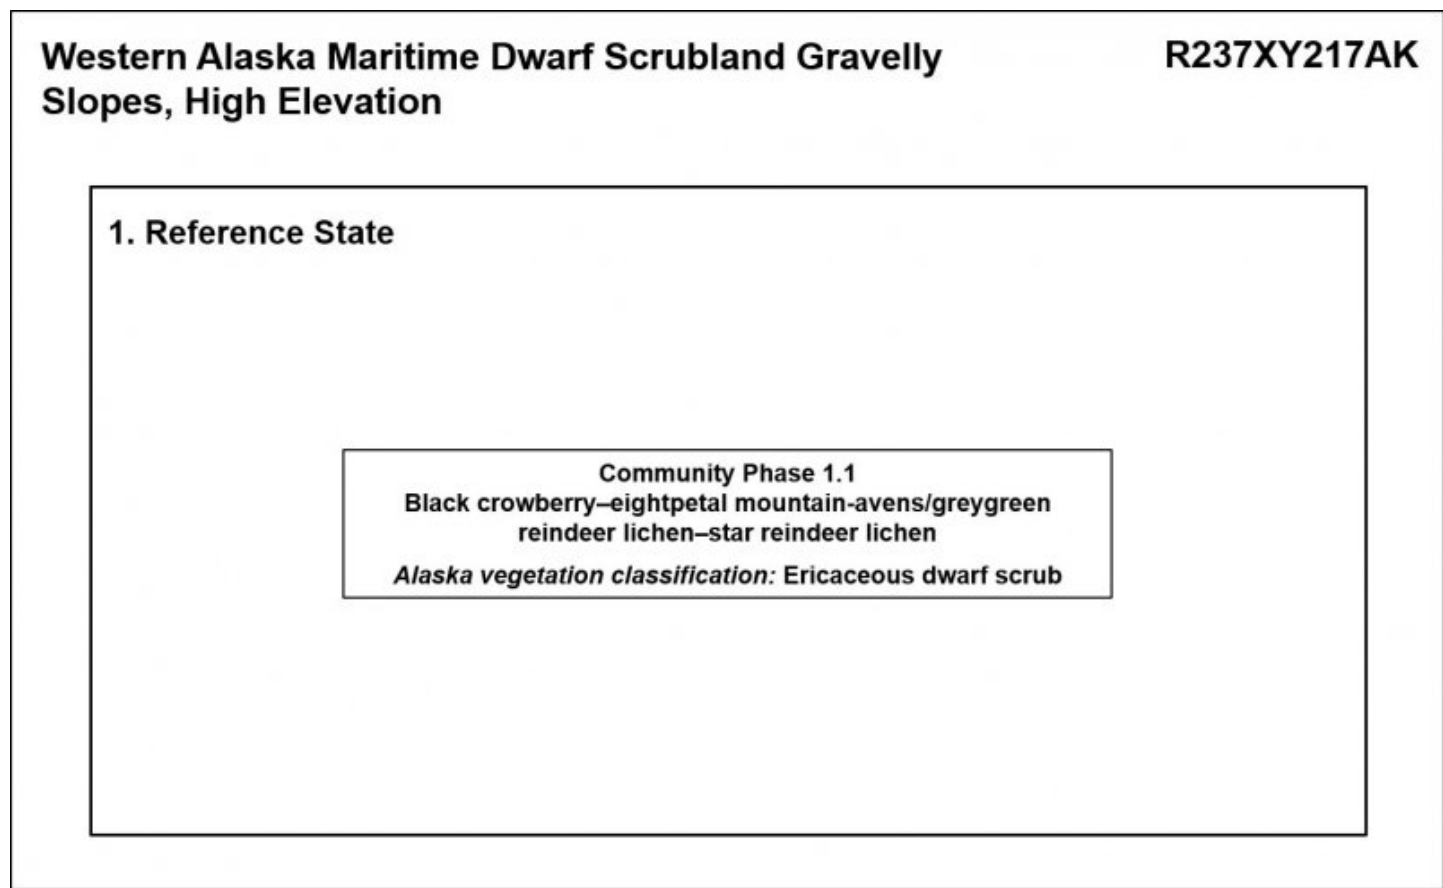 Western Alaska Maritime Dwarf Scrubland Gravelly
Slopes, High Elevation
R237XY217AK
1. Reference State
Community Phase 1.1
Black crowberry–eightpetal mountain-avens/greygreen
reindeer lichen–star reindeer lichen
Alaska vegetation classification: Ericaceous dwarf scrub